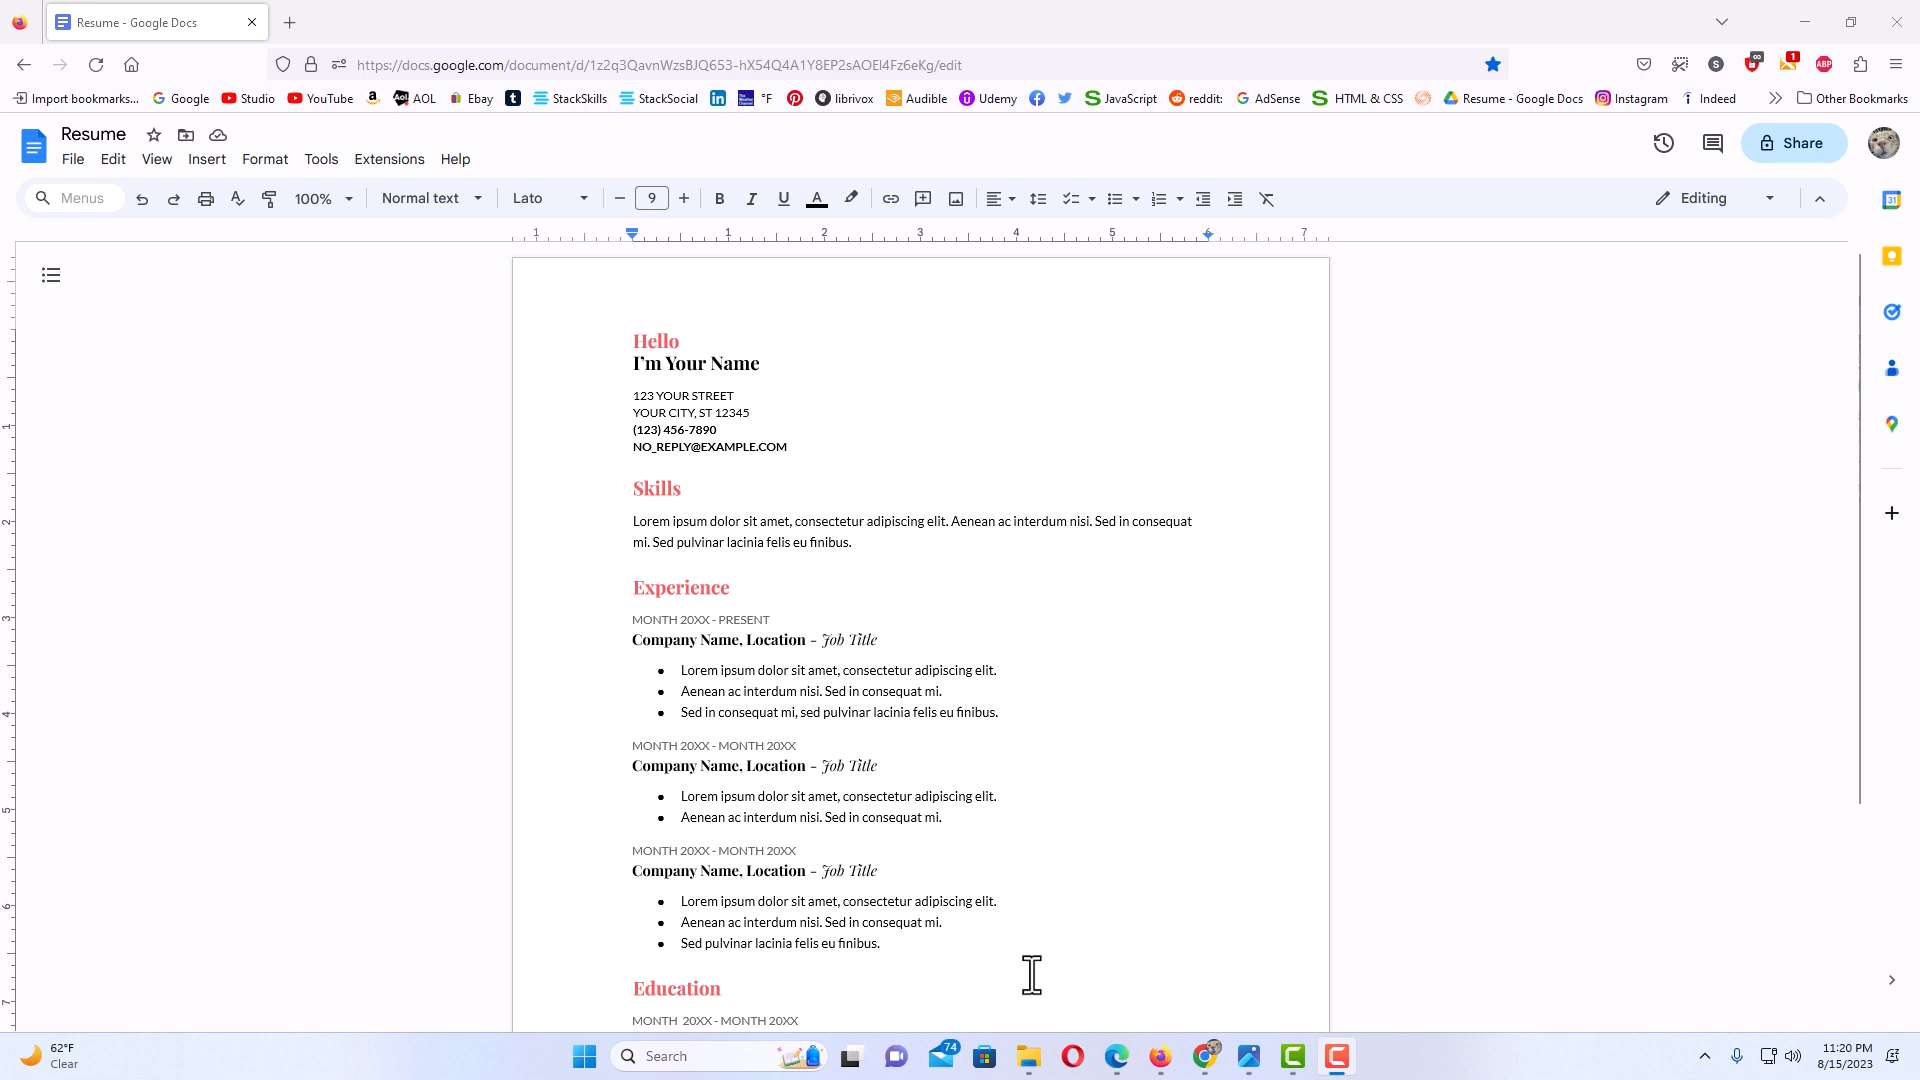 Resume - Google Docs
https://docs.google.com/document/d/1z2q3QavnWzsBJQ653-hX54Q4A1Y8EP2sAOEl4Fz6eKg/edit
Import bookmarks... Google Studio YouTube AOL Ebay StackSkills StackSocial °F librivox Audible Udemy JavaScript reddit: AdSense HTML & CSS Resume - Google Docs Instagram Indeed Other Bookmarks
Resume
File Edit View Insert Format Tools Extensions Help
Share
Menus 100% Normal text Lato 9 B I U A Editing
1 1 2 3 4 5 6 7
Hello
I'm Your Name
123 YOUR STREET
YOUR CITY, ST 12345
(123) 456-7890
NO_REPLY@EXAMPLE.COM
Skills
Lorem ipsum dolor sit amet, consectetur adipiscing elit. Aenean ac interdum nisi. Sed in consequat
mi. Sed pulvinar lacinia felis eu finibus.
Experience
MONTH 20XX - PRESENT
Company Name, Location - Job Title
Lorem ipsum dolor sit amet, consectetur adipiscing elit.
Aenean ac interdum nisi. Sed in consequat mi.
Sed in consequat mi, sed pulvinar lacinia felis eu finibus.
MONTH 20XX - MONTH 20XX
Company Name, Location - Job Title
Lorem ipsum dolor sit amet, consectetur adipiscing elit.
Aenean ac interdum nisi. Sed in consequat mi.
MONTH 20XX - MONTH 20XX
Company Name, Location - Job Title
Lorem ipsum dolor sit amet, consectetur adipiscing elit.
Aenean ac interdum nisi. Sed in consequat mi.
Sed pulvinar lacinia felis eu finibus.
Education
MONTH 20XX - MONTH 20XX
62°F
Clear
Search
74
11:20 PM
8/15/2023